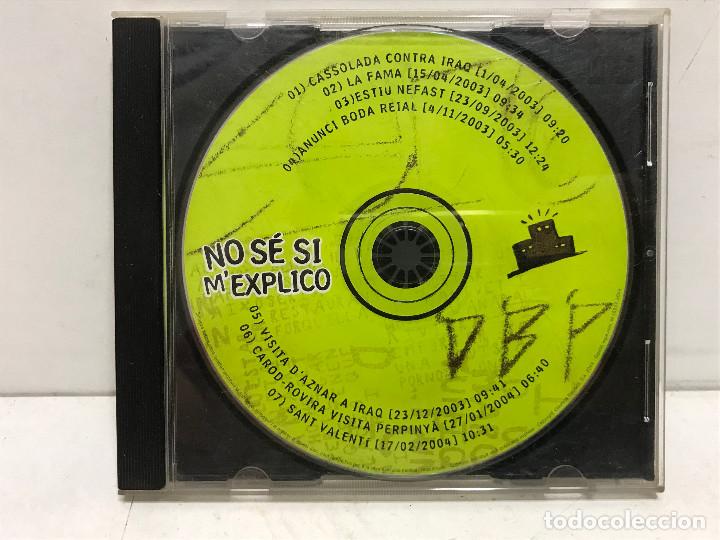 01) CASSOLADA CONTRA IRAQ [1/04/2003] 09:20
02) LA FAMA [15/04/2003] 09:34
03)ESTIU NEFAST [23/09/2003] 12:24
04)ANUNCI BODA REIAL [4/11/2003] 05:30
NO SÉ SI
M'EXPLICO
DBP
05) VISITA D'AZNAR A IRAQ [23/12/2003] 09:41
06) CAROD-ROVIRA VISITA PERPINYÀ [27/01/2004] 06:40
07) SANT VALENTÍ [17/02/2004] 10:31
todocoleccion